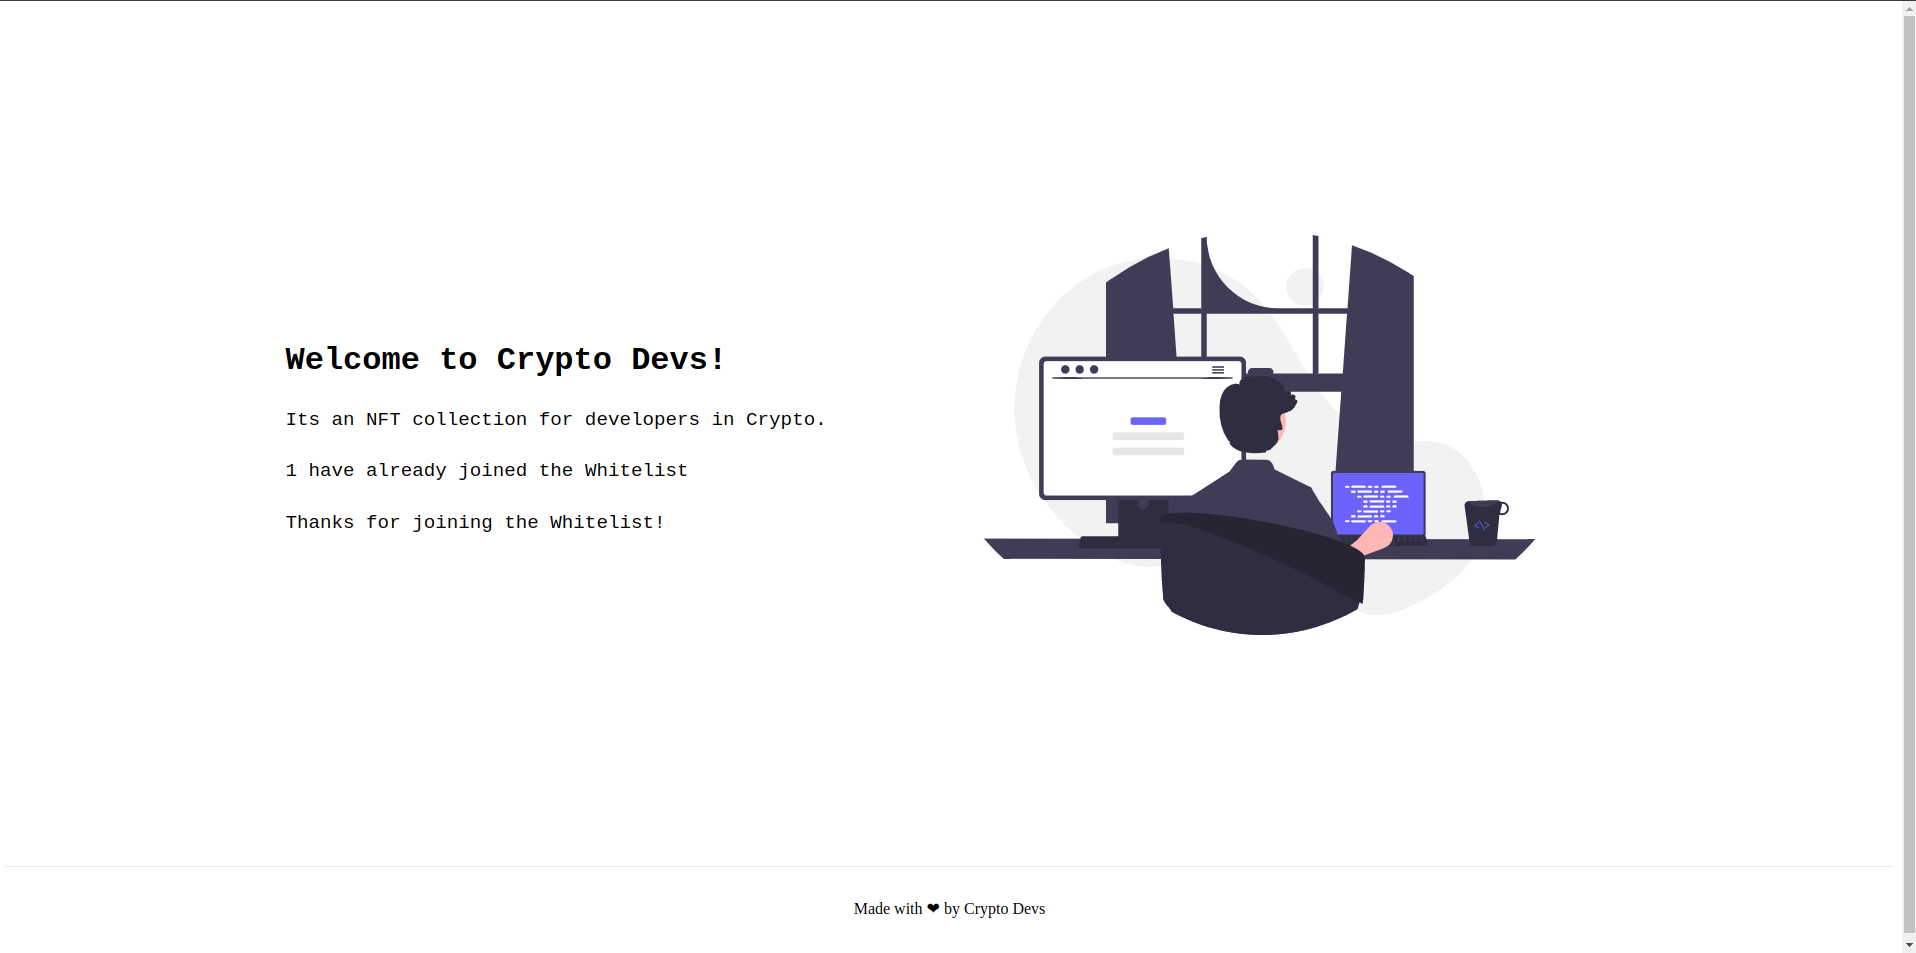 Welcome to Crypto Devs!
Its an NFT collection for developers in Crypto.
1 have already joined the Whitelist
Thanks for joining the Whitelist!
</>
Made with ❤ by Crypto Devs